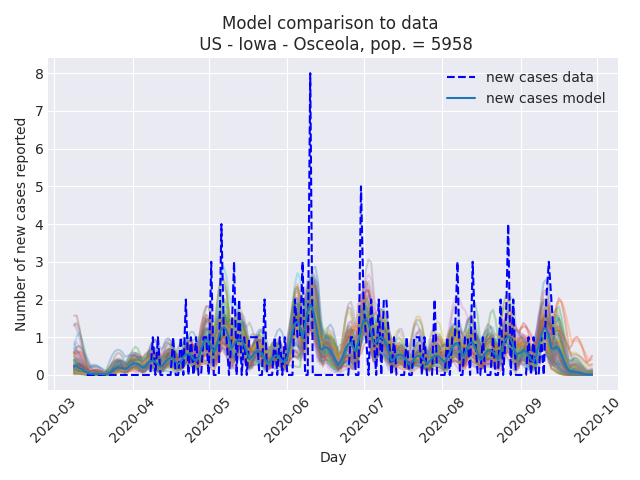 Model comparison to data
US - Iowa - Osceola, pop. = 5958
new cases data
new cases model
Number of new cases reported
8
7
6
5
4
3
2
1
0
2020-03
2020-04
2020-05
2020-06
2020-07
2020-08
2020-09
2020-10
Day